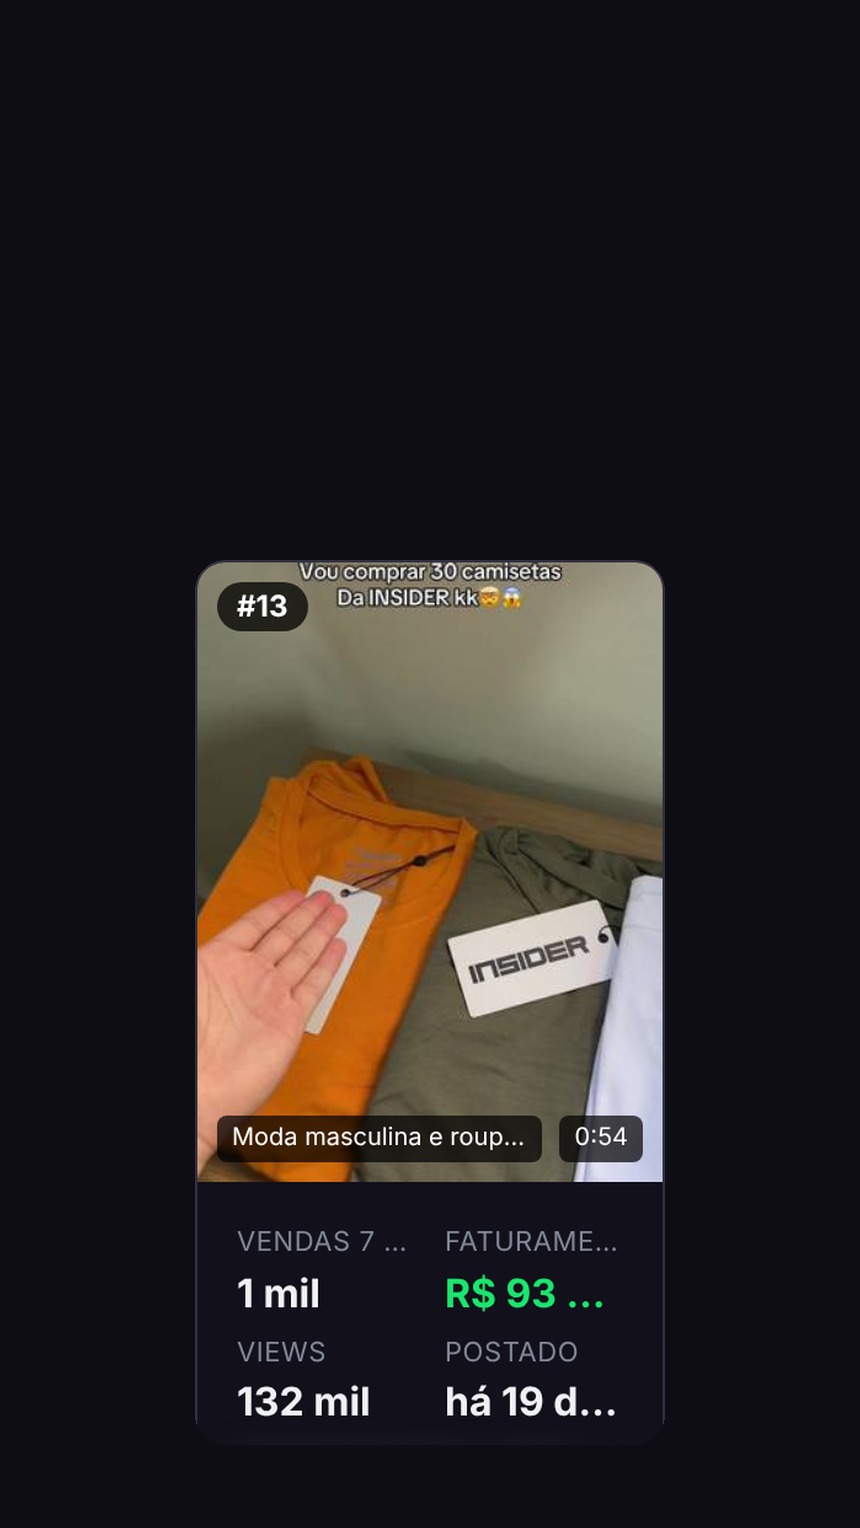 Vou comprar 30 camisetas
Da INSIDER kk🤯😱
#13
INSIDER
Moda masculina e roup...
0:54
VENDAS 7 ...
FATURAME...
1 mil
R$ 93 ...
VIEWS
POSTADO
132 mil
há 19 d...